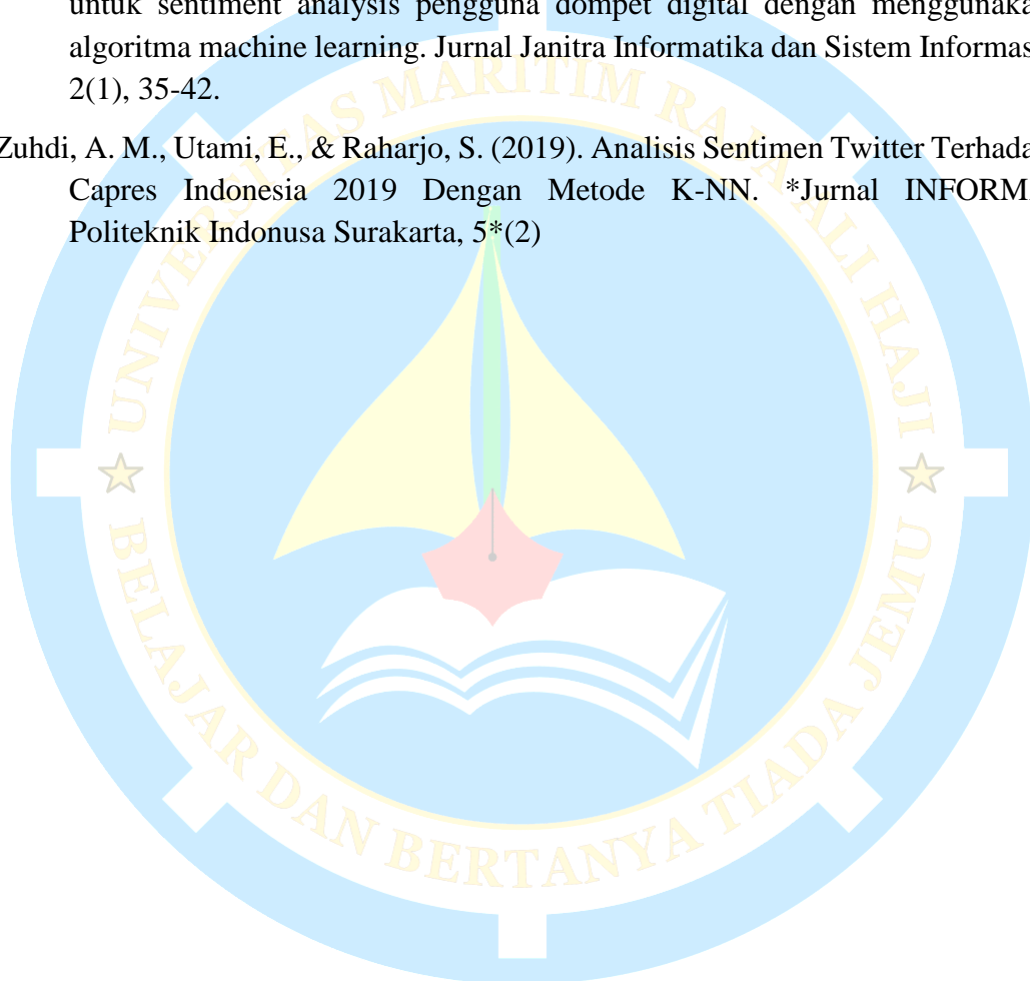 untuk sentiment analysis pengguna dompet digital dengan menggunaka
algoritma machine learning. Jurnal Janitra Informatika dan Sistem Informas
2(1), 35-42.
Zuhdi, A. M., Utami, E., & Raharjo, S. (2019). Analisis Sentimen Twitter Terhada
Capres Indonesia 2019 Dengan Metode K-NN. *Jurnal INFORM
Politeknik Indonusa Surakarta, 5*(2)
UNIVERSITAS MARITIM RAJA ALI HAJI
BELAJAR DAN BERTANYA TIADA JEMU